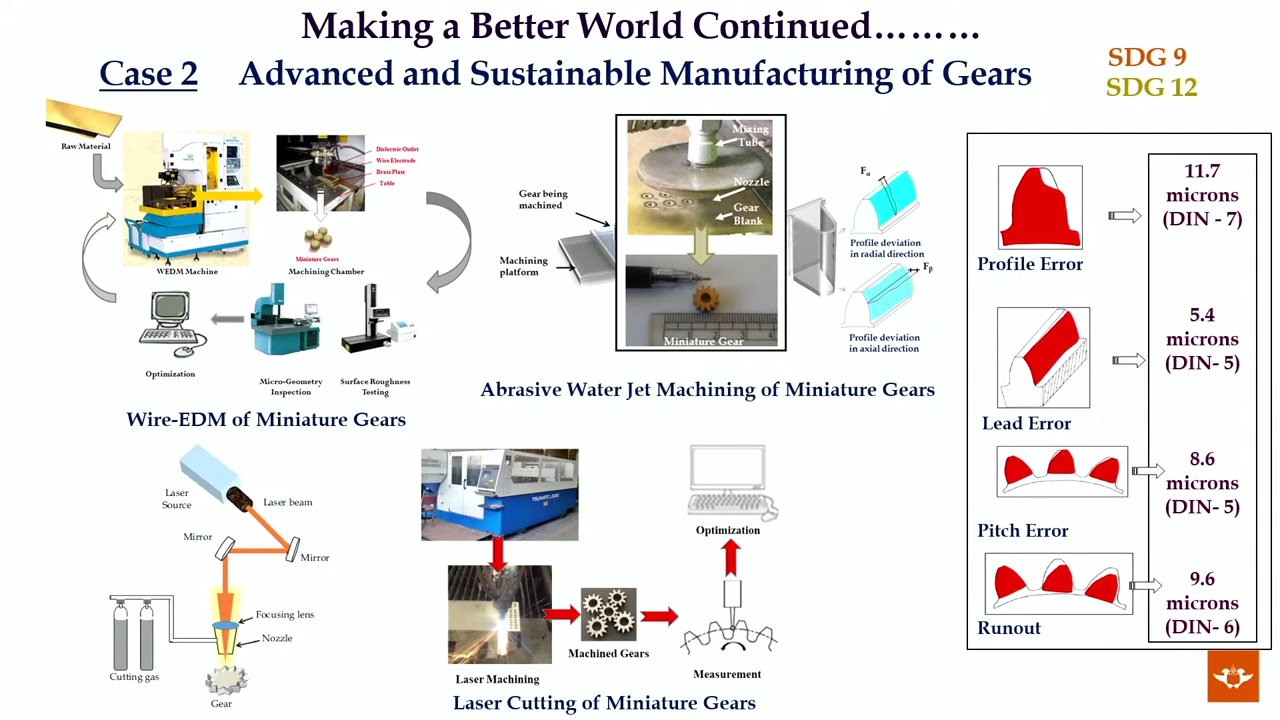 Making a Better World Continued………
Case 2 Advanced and Sustainable Manufacturing of Gears
SDG 9
SDG 12
Raw Material
Dielectric Outlet
Wire Electrode
Brass Plate
Table
Miniature Gears
WEDM Machine
Machining Chamber
Optimization
Micro-Geometry
Inspection
Surface Roughness
Testing
Wire-EDM of Miniature Gears
Gear being
machined
Machining
platform
Mixing
Tube
Nozzle
Gear
Blank
Miniature Gear
Fα
Profile deviation
in radial direction
Fβ
Profile deviation
in axial direction
Abrasive Water Jet Machining of Miniature Gears
Laser
Source
Laser beam
Mirror
Mirror
Focusing lens
Nozzle
Cutting gas
Gear
Laser Machining
Machined Gears
Measurement
Optimization
Laser Cutting of Miniature Gears
Profile Error
11.7
microns
(DIN - 7)
Lead Error
5.4
microns
(DIN- 5)
Pitch Error
8.6
microns
(DIN- 5)
Runout
9.6
microns
(DIN- 6)